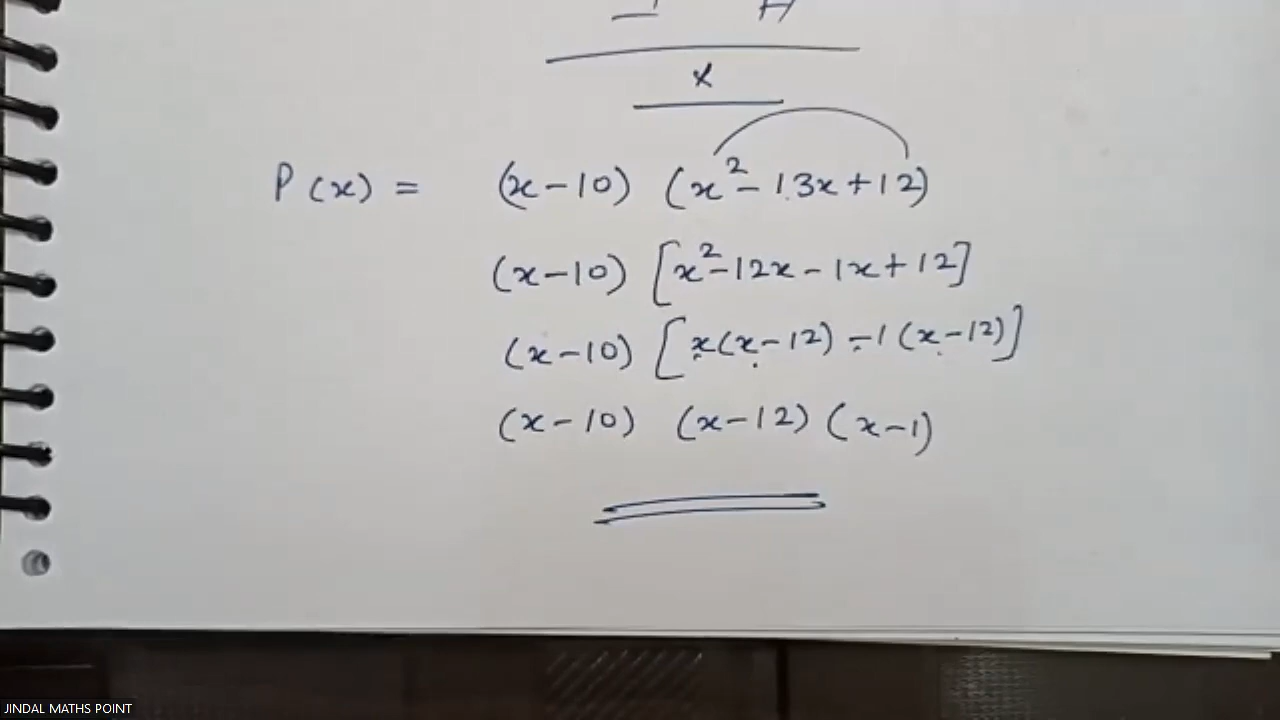 x
P(x) = (x-10) (x²-13x+12)
(x-10) [x²-12x-1x+12]
(x-10) [x(x-12) -1(x-12)]
(x-10) (x-12) (x-1)
JINDAL MATHS POINT